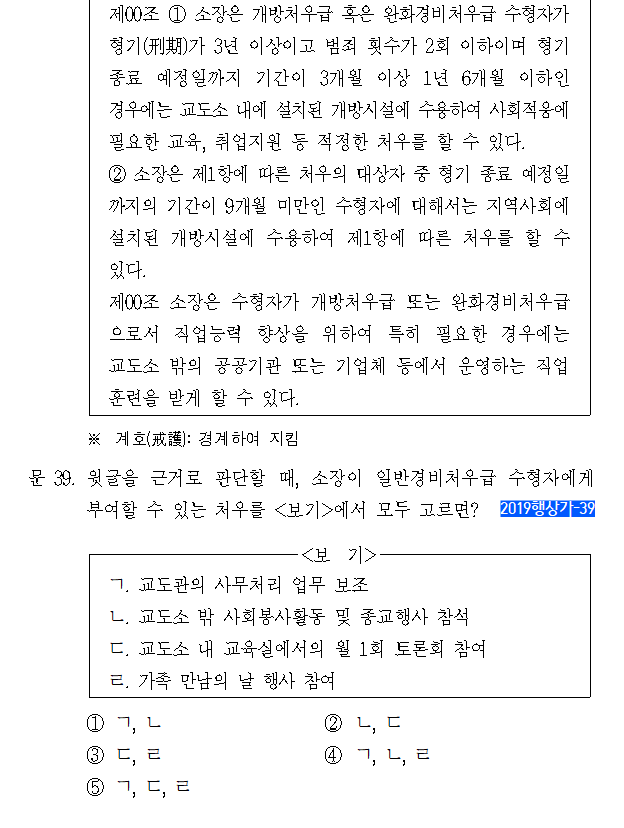 제00조 ① 소장은 개방처우급 혹은 완화경비처우급 수형자가
형기(刑期)가 3년 이상이고 범죄 횟수가 2회 이하이며 형기
종료 예정일까지 기간이 3개월 이상 1년 6개월 이하인
경우에는 교도소 내에 설치된 개방시설에 수용하여 사회적응에
필요한 교육, 취업지원 등 적정한 처우를 할 수 있다.
② 소장은 제1항에 따른 처우의 대상자 중 형기 종료 예정일
까지의 기간이 9개월 미만인 수형자에 대해서는 지역사회에
설치된 개방시설에 수용하여 제1항에 따른 처우를 할 수
있다.
제00조 소장은 수형자가 개방처우급 또는 완화경비처우급
으로서 직업능력 향상을 위하여 특히 필요한 경우에는
교도소 밖의 공공기관 또는 기업체 등에서 운영하는 직업
훈련을 받게 할 수 있다.
※ 계호(戒護): 경계하여 지킴
문 39. 윗글을 근거로 판단할 때, 소장이 일반경비처우급 수형자에게
부여할 수 있는 처우를 <보기>에서 모두 고르면? 2019행상가-39
<보 기>
ㄱ. 교도관의 사무처리 업무 보조
ㄴ. 교도소 밖 사회봉사활동 및 종교행사 참석
ㄷ. 교도소 내 교육실에서의 월 1회 토론회 참여
ㄹ. 가족 만남의 날 행사 참여
① ㄱ, ㄴ ② ㄴ, ㄷ
③ ㄷ, ㄹ ④ ㄱ, ㄴ, ㄹ
⑤ ㄱ, ㄷ, ㄹ